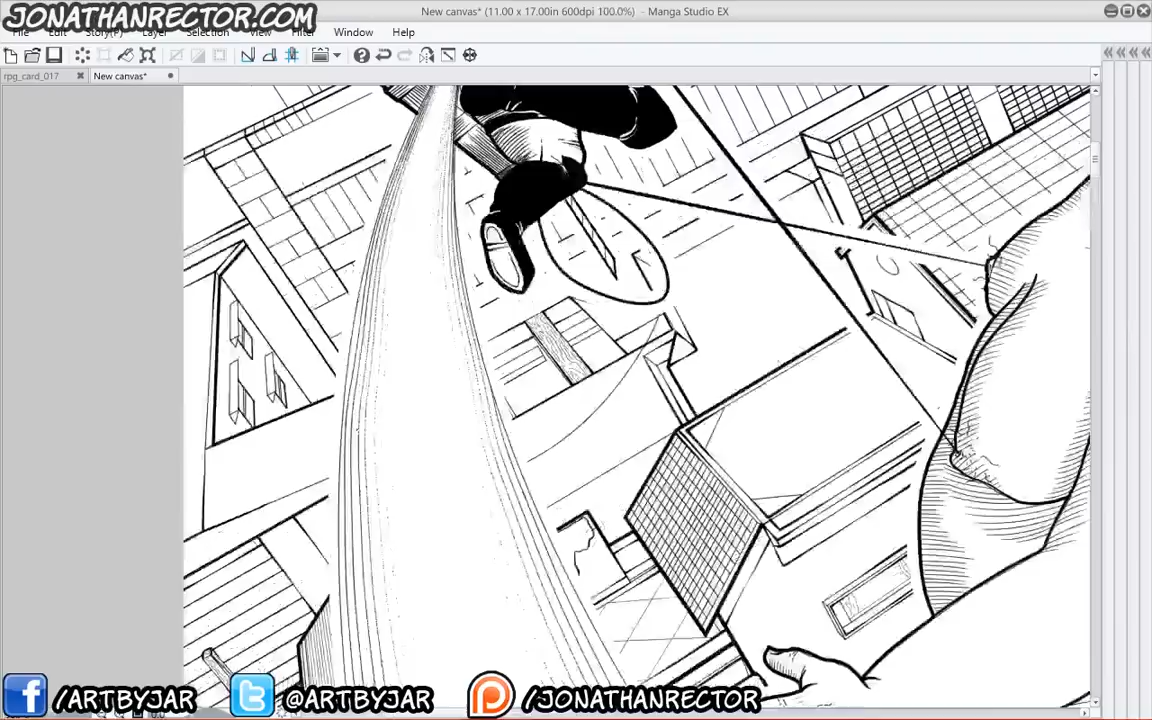 JONATHANRECTOR.COM
New canvas* (11.00 x 17.00in 600dpi 100.0%) - Manga Studio EX
File Edit Story(P) Layer Selection View Filter Window Help
rpg_card_017 New canvas*
/ARTBYJAR @ARTBYJAR /JONATHANRECTOR